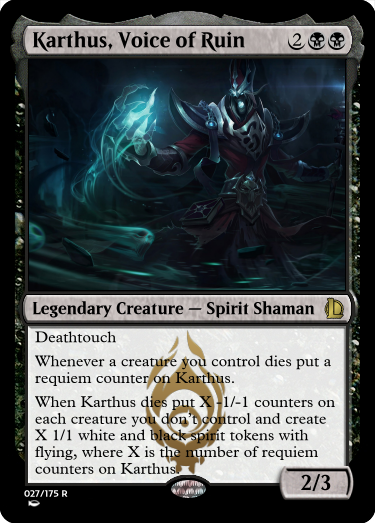 Karthus, Voice of Ruin 2
Legendary Creature — Spirit Shaman
Deathtouch
Whenever a creature you control dies put a
requiem counter on Karthus.
When Karthus dies put X -1/-1 counters on
each creature you don't control and create
X 1/1 white and black spirit tokens with
flying, where X is the number of requiem
counters on Karthus.
2/3
027/175 R